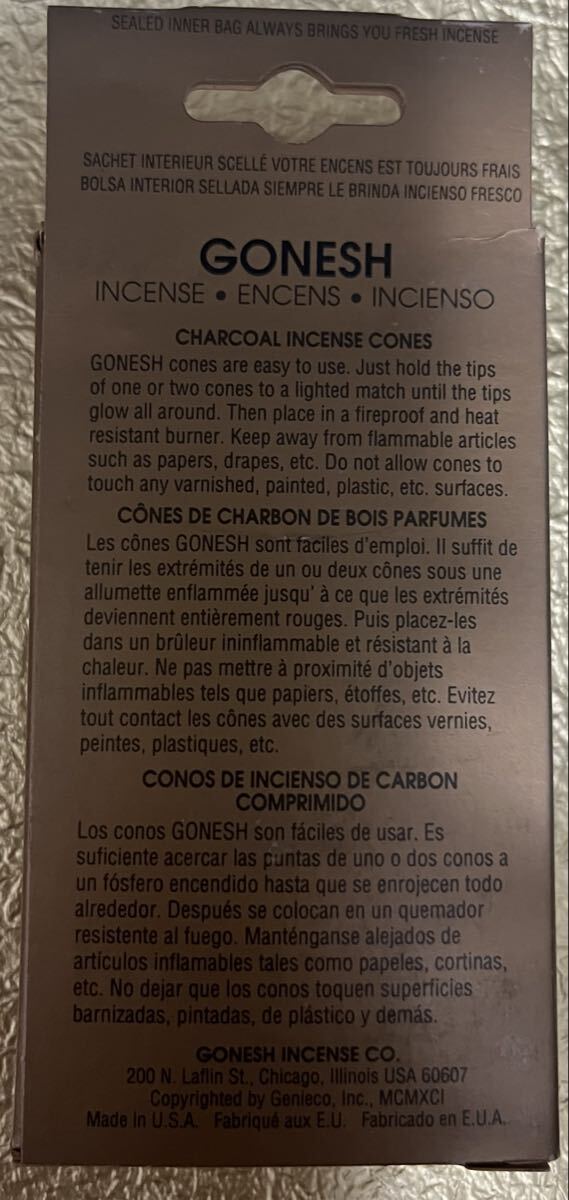 SEALED INNER BAG ALWAYS BRINGS YOU FRESH INCENSE
SACHET INTERIEUR SCELLÉ VOTRE ENCENS EST TOUJOURS FRAIS
BOLSA INTERIOR SELLADA SIEMPRE LE BRINDA INCIENSO FRESCO
GONESH
INCENSE • ENCENS • INCIENSO
CHARCOAL INCENSE CONES
GONESH cones are easy to use. Just hold the tips
of one or two cones to a lighted match until the tips
glow all around. Then place in a fireproof and heat
resistant burner. Keep away from flammable articles
such as papers, drapes, etc. Do not allow cones to
touch any varnished, painted, plastic, etc. surfaces.
CÔNES DE CHARBON DE BOIS PARFUMES
Les cônes GONESH sont faciles d'emploi. Il suffit de
tenir les extrémités de un ou deux cônes sous une
allumette enflammée jusqu' à ce que les extrémités
deviennent entièrement rouges. Puis placez-les
dans un brûleur ininflammable et résistant à la
chaleur. Ne pas mettre à proximité d'objets
inflammables tels que papiers, étoffes, etc. Evitez
tout contact les cônes avec des surfaces vernies,
peintes, plastiques, etc.
CONOS DE INCIENSO DE CARBON
COMPRIMIDO
Los conos GONESH son fáciles de usar. Es
suficiente acercar las puntas de uno o dos conos a
un fósfero encendido hasta que se enrojecen todo
alrededor. Después se colocan en un quemador
resistente al fuego. Manténganse alejados de
artículos inflamables tales como papeles, cortinas,
etc. No dejar que los conos toquen superficies
barnizadas, pintadas, de plástico y demás.
GONESH INCENSE CO.
200 N. Laflin St., Chicago, Illinois USA 60607
Copyrighted by Genieco, Inc., MCMXCI
Made in U.S.A. Fabriqué aux E.U. Fabricado en E.U.A.